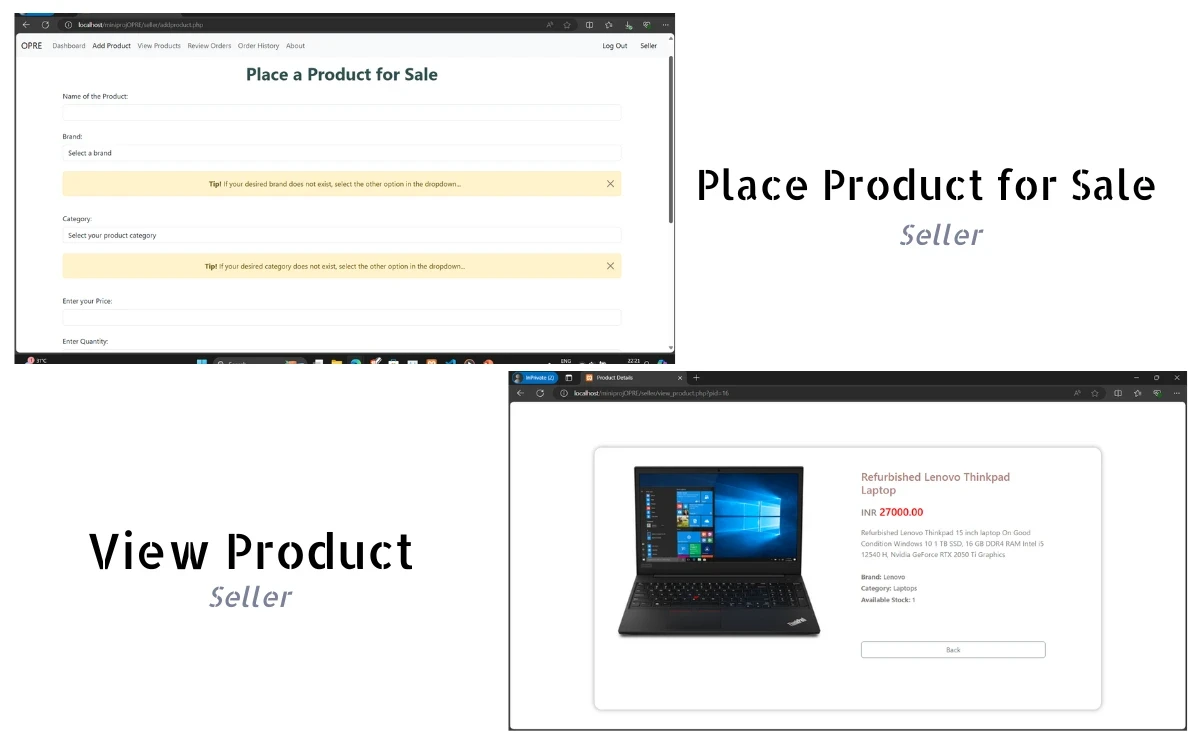 localhost/miniprojOPRE/seller/addproduct.php
OPRE Dashboard Add Product View Products Review Orders Order History About Log Out Seller
Place a Product for Sale
Name of the Product:
Brand:
Select a brand
Tip! If your desired brand does not exist, select the other option in the dropdown...
Category:
Select your product category
Tip! If your desired category does not exist, select the other option in the dropdown...
Enter your Price:
Enter Quantity:
31°C
Search
ENG
22:21
Place Product for Sale
Seller
View Product
Seller
InPrivate (2) Product Details
localhost/miniprojOPRE/seller/view_product.php?pid=16
Refurbished Lenovo Thinkpad
Laptop
INR 27000.00
Refurbished Lenovo Thinkpad 15 inch laptop On Good
Condition Windows 10 1 TB SSD, 16 GB DDR4 RAM Intel i5
12540 H, Nvidia GeForce RTX 2050 Ti Graphics
Brand: Lenovo
Category: Laptops
Available Stock: 1
Back
ThinkPad